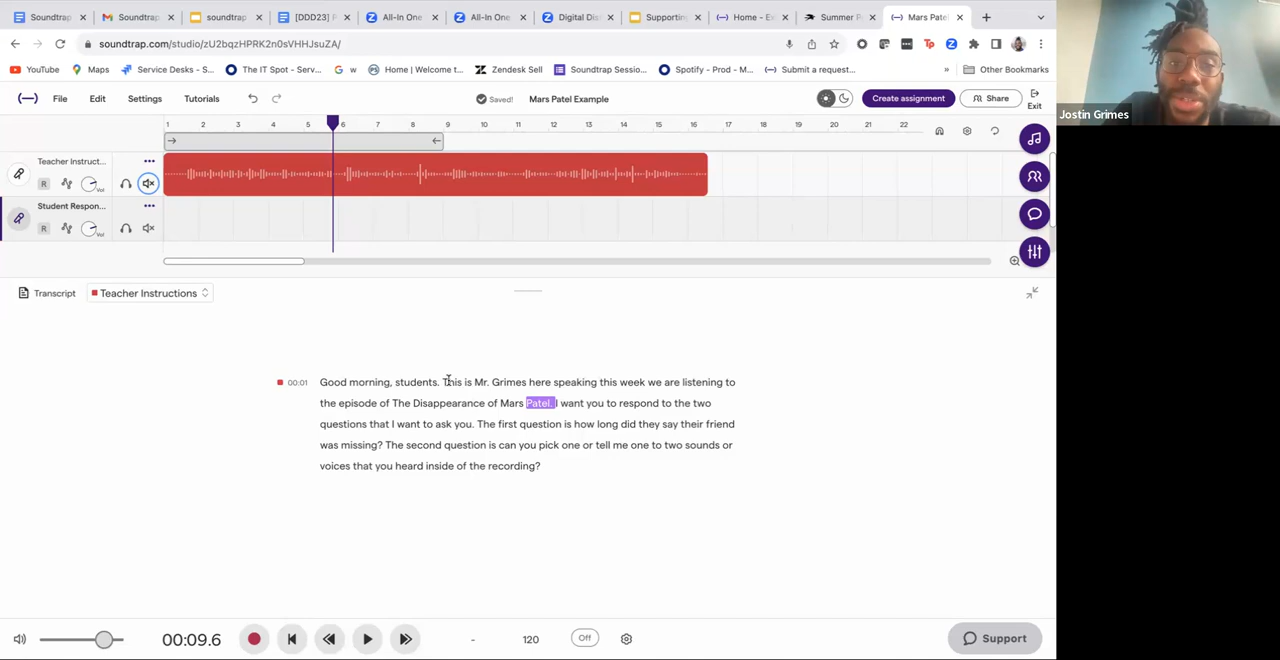 Soundtrap
Gmail
Soundtrap
soundtrap
[DDD23] P
All-In One
All-In One
Digital Dis
Supporting
Home - Ex
Summer P
Mars Patel
soundtrap.com/studio/zU2bqzHPRK2n0sVHHJsuZA/
YouTube
Maps
Service Desks - S...
The IT Spot - Serv...
w
Home | Welcome t...
Zendesk Sell
Soundtrap Sessio...
Spotify - Prod - M...
Submit a request...
»
Other Bookmarks
File
Edit
Settings
Tutorials
Saved!
Mars Patel Example
Create assignment
Share
Exit
Jostin Grimes
1 2 3 4 5 6 7 8 9 10 11 12 13 14 15 16 17 18 19 20 21 22
Teacher Instruct...
R
Vol
Student Respon...
R
Vol
Transcript
Teacher Instructions
00:01
Good morning, students. This is Mr. Grimes here speaking this week we are listening to
the episode of The Disappearance of Mars Patel. I want you to respond to the two
questions that I want to ask you. The first question is how long did they say their friend
was missing? The second question is can you pick one or tell me one to two sounds or
voices that you heard inside of the recording?
00:09.6
-
120
Off
Support